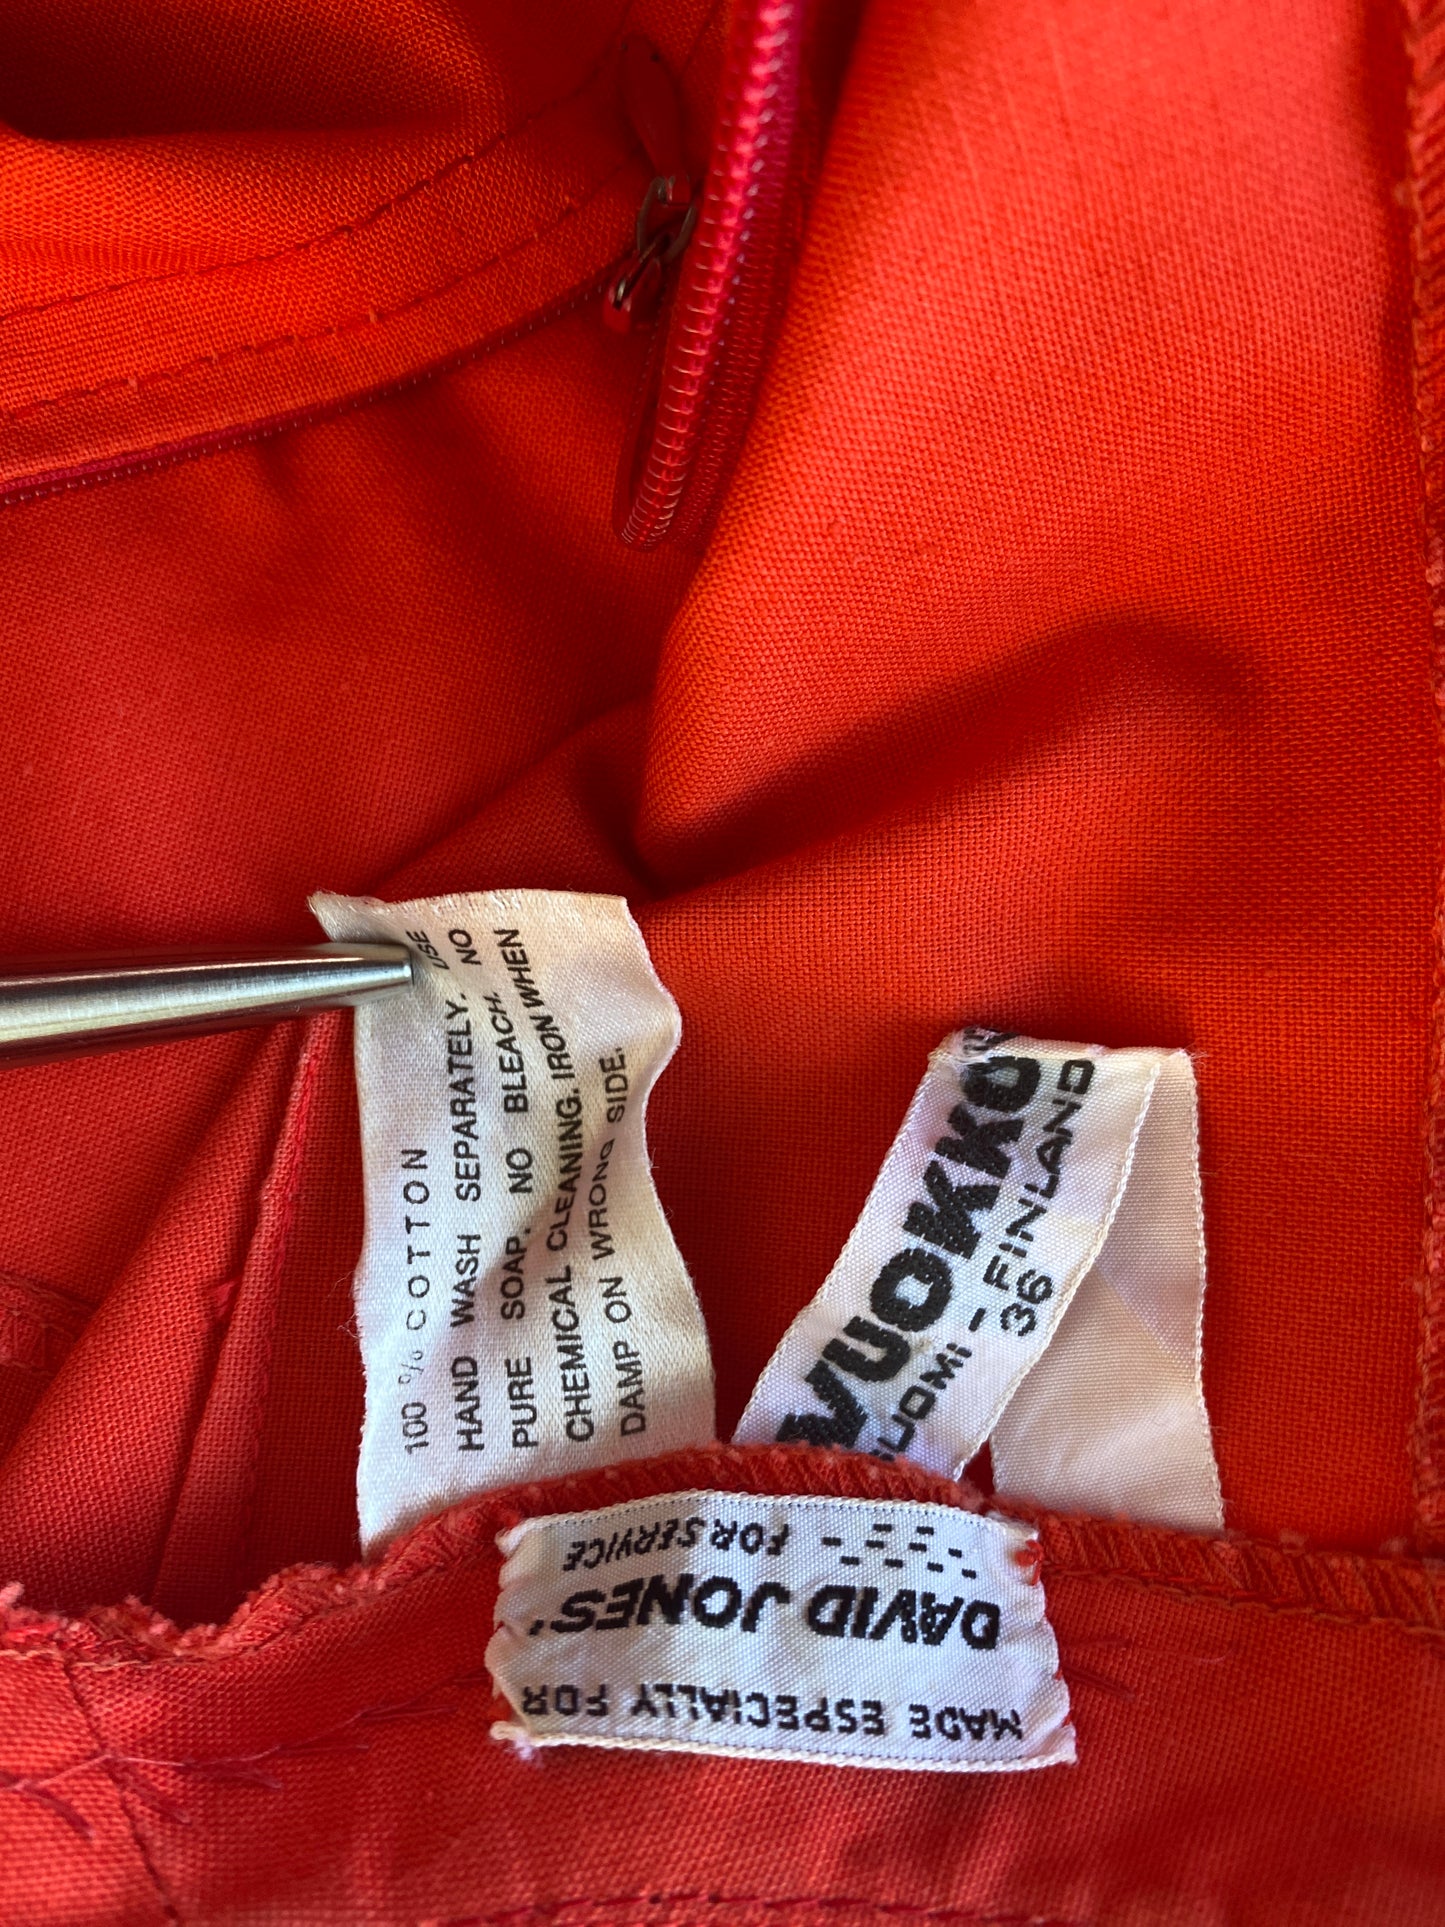 100 % COTTON
HAND WASH SEPARATELY. USE
PURE SOAP. NO BLEACH. NO
CHEMICAL CLEANING. IRON WHEN
DAMP ON WRONG SIDE.
VUOKKO
SUOMI - FINLAND
36
MADE ESPECIALLY FOR
DAVID JONES'
FOR SERVICE